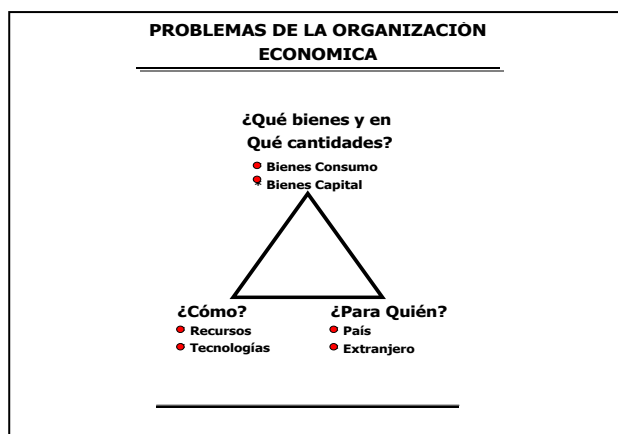 PROBLEMAS DE LA ORGANIZACIÓN
ECONOMICA
¿Qué bienes y en
Qué cantidades?
Bienes Consumo
* Bienes Capital
¿Cómo?
Recursos
Tecnologías
¿Para Quién?
País
Extranjero